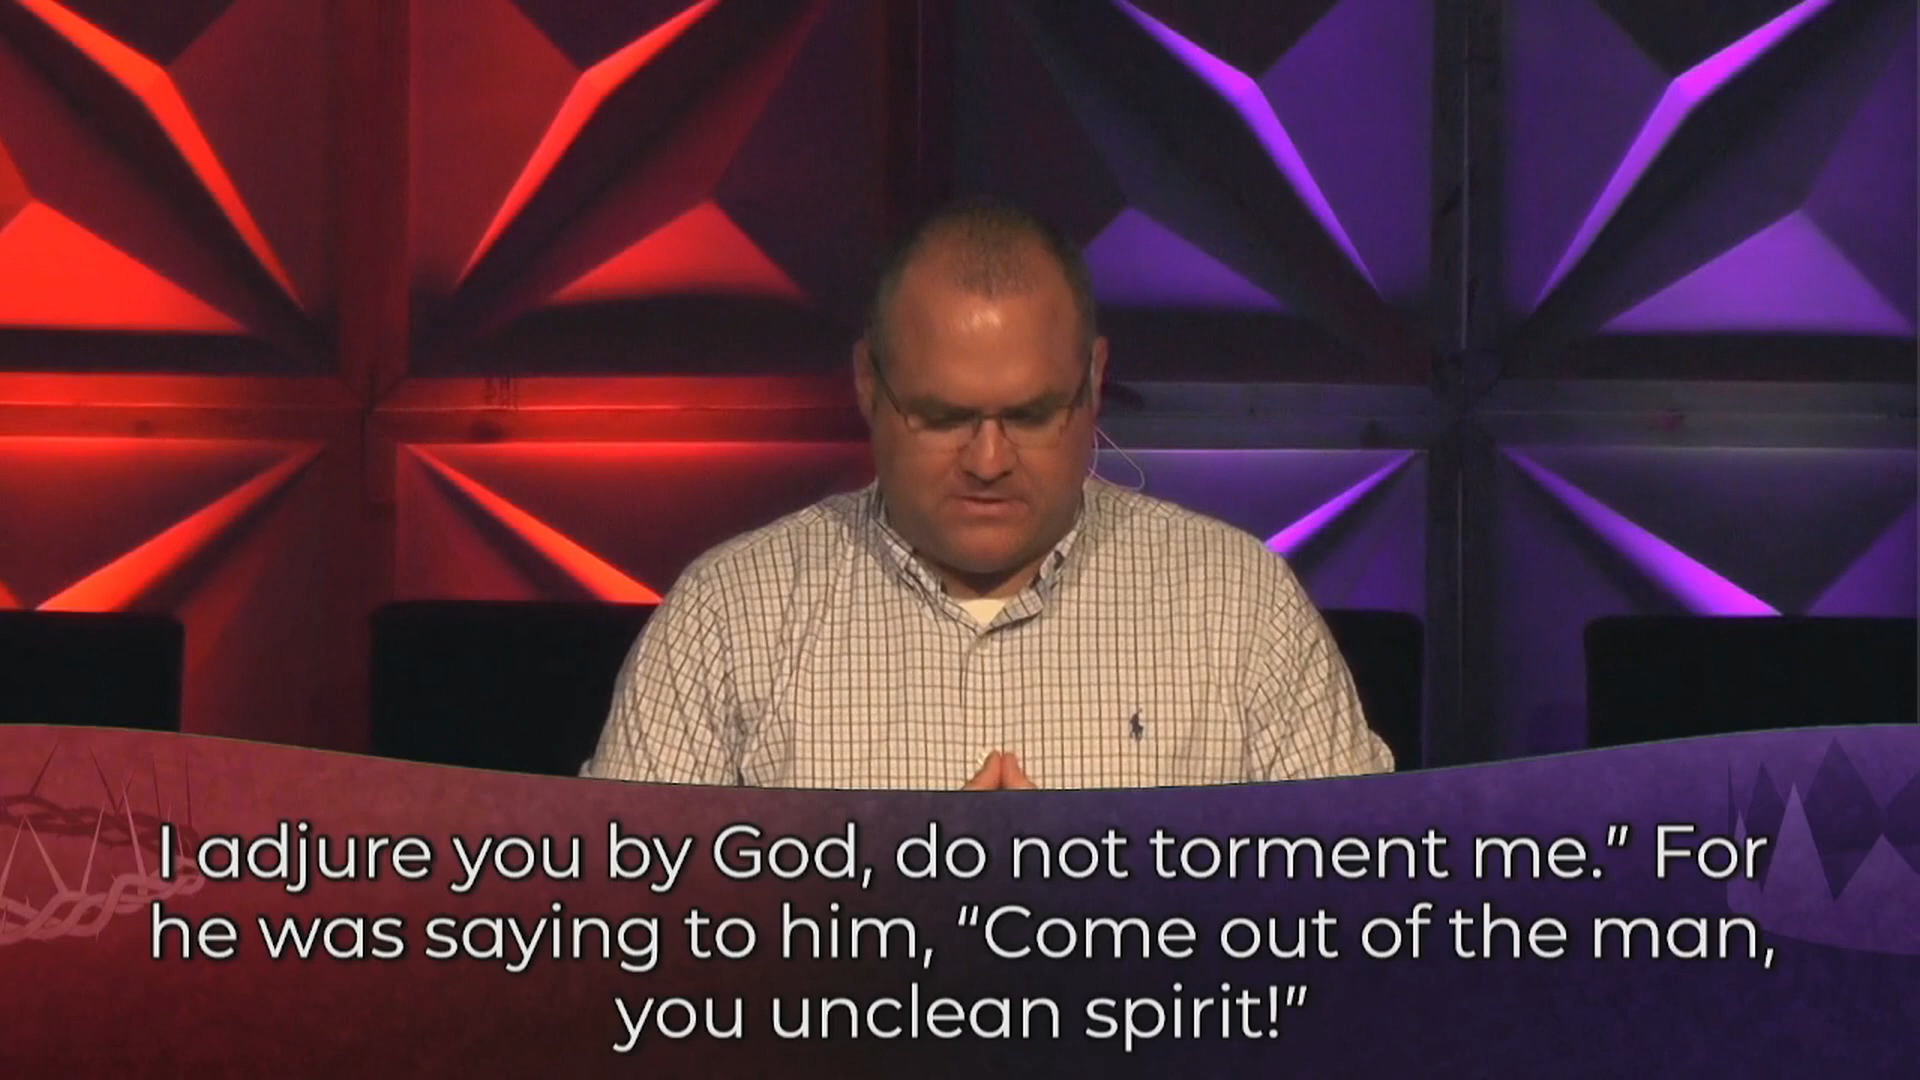 I adjure you by God, do not torment me.” For
he was saying to him, “Come out of the man,
you unclean spirit!”